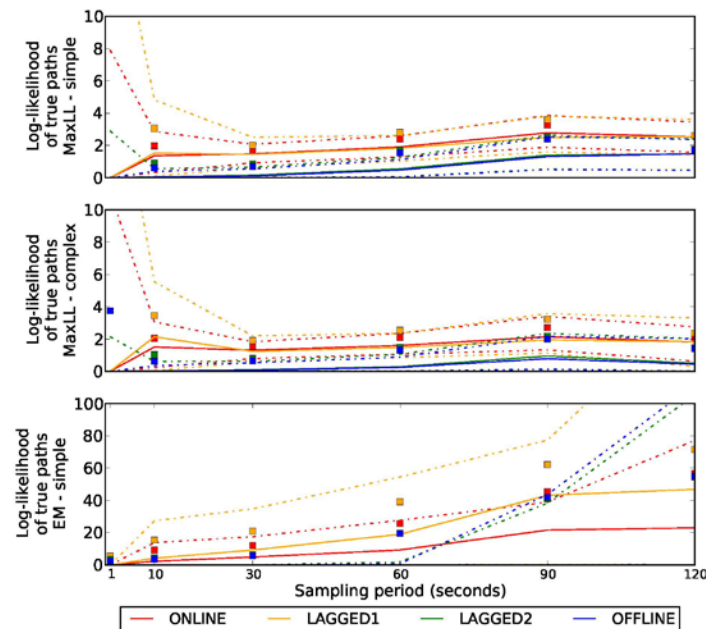 Log-likelihood
of true paths
MaxLL - simple
10
8
6
4
2
0
Log-likelihood
of true paths
MaxLL - complex
10
8
6
4
2
0
Log-likelihood
of true paths
EM - simple
100
80
60
40
20
0
1 10 30 60 90 120
Sampling period (seconds)
ONLINE LAGGED1 LAGGED2 OFFLINE